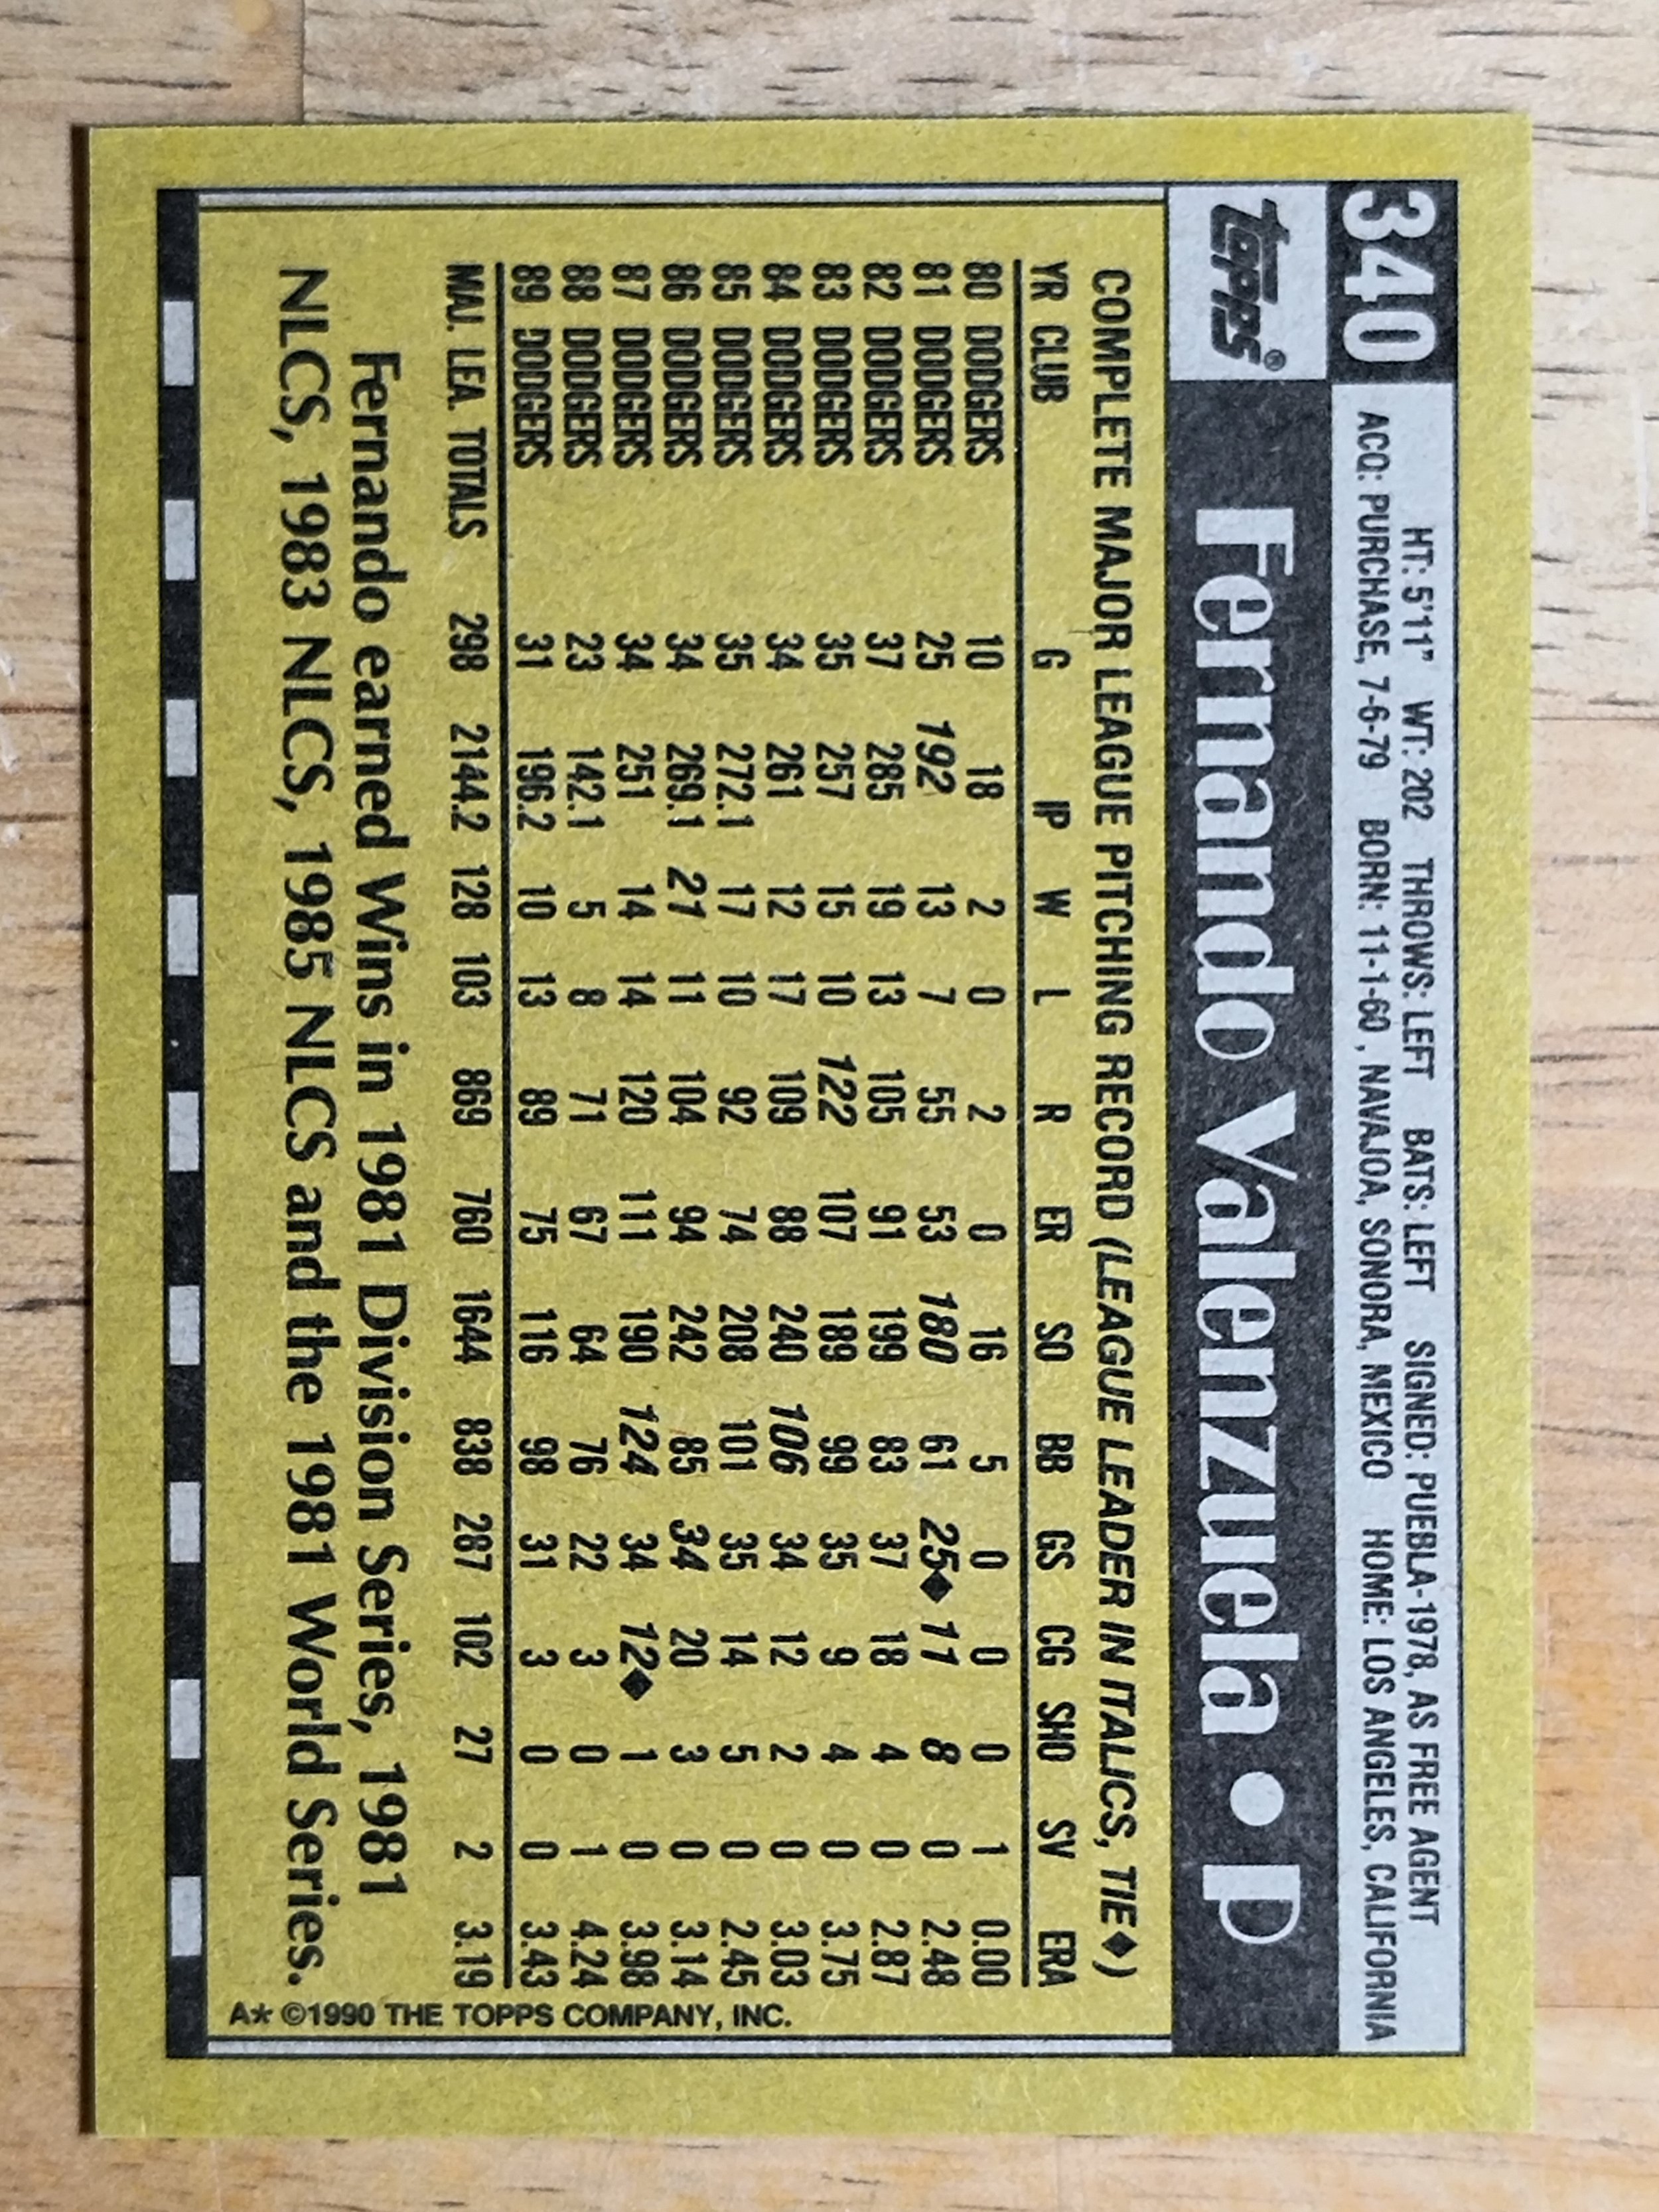 340
HT: 5'11" WT: 202 THROWS: LEFT BATS: LEFT SIGNED: PUEBLA-1978, AS FREE AGENT
ACQ: PURCHASE, 7-6-79 BORN: 11-1-60 , NAVAJOA, SONORA, MEXICO HOME: LOS ANGELES, CALIFORNIA
topps®
Fernando Valenzuela • P
COMPLETE MAJOR LEAGUE PITCHING RECORD (LEAGUE LEADER IN ITALICS, TIE◆)
YR CLUB G IP W L R ER SO BB GS CG SHO SV ERA
80 DODGERS 10 18 2 0 2 0 16 5 0 0 0 1 0.00
81 DODGERS 25 192 13 7 55 53 180 61 25◆ 11 8 0 2.48
82 DODGERS 37 285 19 13 105 91 199 83 37 18 4 0 2.87
83 DODGERS 35 257 15 10 122 107 189 99 35 9 4 0 3.75
84 DODGERS 34 261 12 17 109 88 240 106 34 12 2 0 3.03
85 DODGERS 35 272.1 17 10 92 74 208 101 35 14 5 0 2.45
86 DODGERS 34 269.1 21 11 104 94 242 85 34 20 3 0 3.14
87 DODGERS 34 251 14 14 120 111 190 124 34 12◆ 1 0 3.98
88 DODGERS 23 142.1 5 8 71 67 64 76 22 3 0 1 4.24
89 DODGERS 31 196.2 10 13 89 75 116 98 31 3 0 0 3.43
MAJ. LEA. TOTALS 298 2144.2 128 103 869 760 1644 838 287 102 27 2 3.19
Fernando earned Wins in 1981 Division Series, 1981
NLCS, 1983 NLCS, 1985 NLCS and the 1981 World Series.
A* ©1990 THE TOPPS COMPANY, INC.